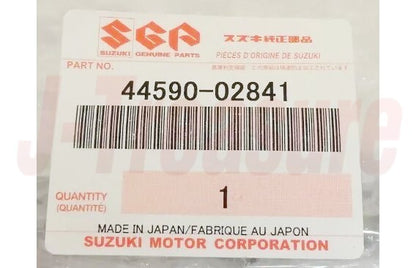 SGP
SUZUKI GENUINE PARTS
スズキ純正部品
PIÈCES D'ORIGINE DE SUZUKI
PART NO.
44590-02841
J-Treasure
QUANTITY
(QUANTITÉ)
1
MADE IN JAPAN/FABRIQUE AU JAPON
SUZUKI MOTOR CORPORATION